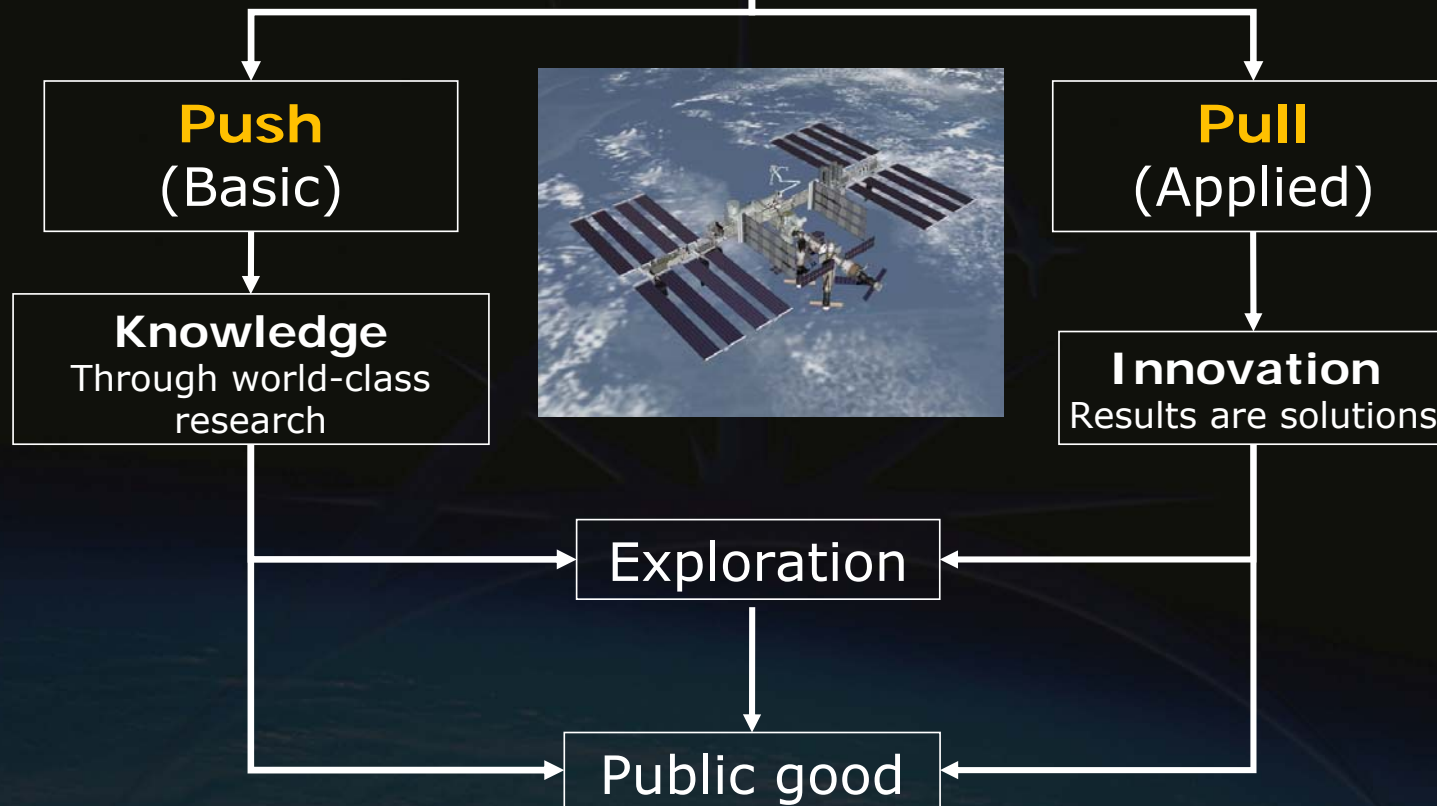 Push
(Basic)
Pull
(Applied)
Knowledge
Through world-class
research
Innovation
Results are solutions
Exploration
Public good